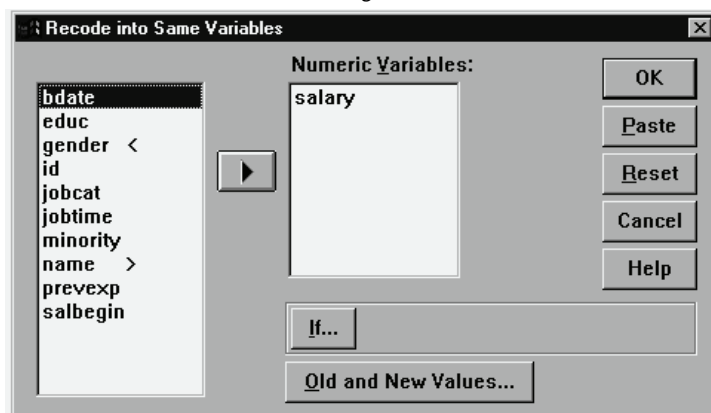 Recode into Same Variables
bdate
educ
gender <
id
jobcat
jobtime
minority
name >
prevexp
salbegin
Numeric Variables:
salary
If...
Old and New Values...
OK
Paste
Reset
Cancel
Help